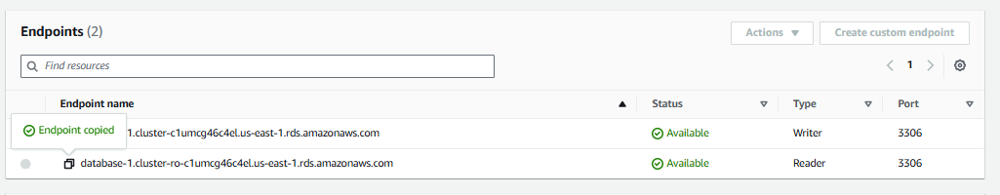 Endpoints (2)
Actions
Create custom endpoint
Find resources
1
Endpoint name Status Type Port
Endpoint copied
1.cluster-c1umcg46c4el.us-east-1.rds.amazonaws.com Available Writer 3306
database-1.cluster-ro-c1umcg46c4el.us-east-1.rds.amazonaws.com Available Reader 3306